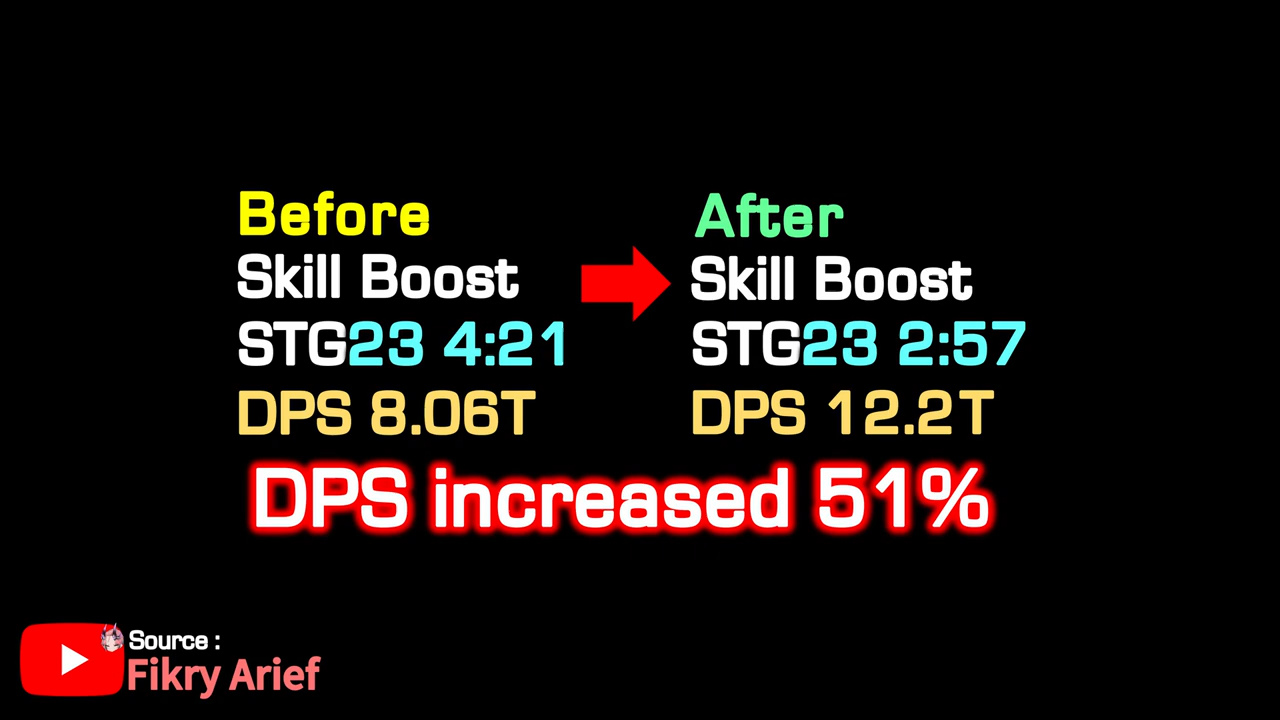 Before
Skill Boost
STG23 4:21
DPS 8.06T
After
Skill Boost
STG23 2:57
DPS 12.2T
DPS increased 51%
Source :
Fikry Arief